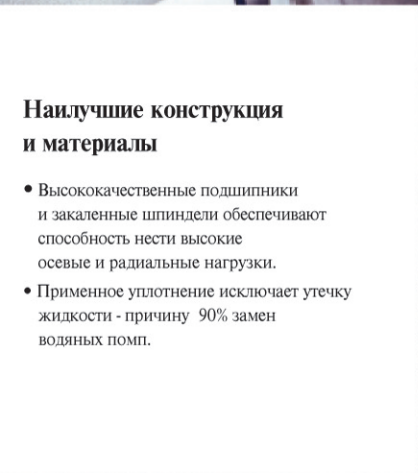 Наилучшие конструкция
и материалы
• Высококачественные подшипники
и закаленные шпиндели обеспечивают
способность нести высокие
осевые и радиальные нагрузки.
• Применное уплотнение исключает утечку
жидкости - причину 90% замен
водяных помп.